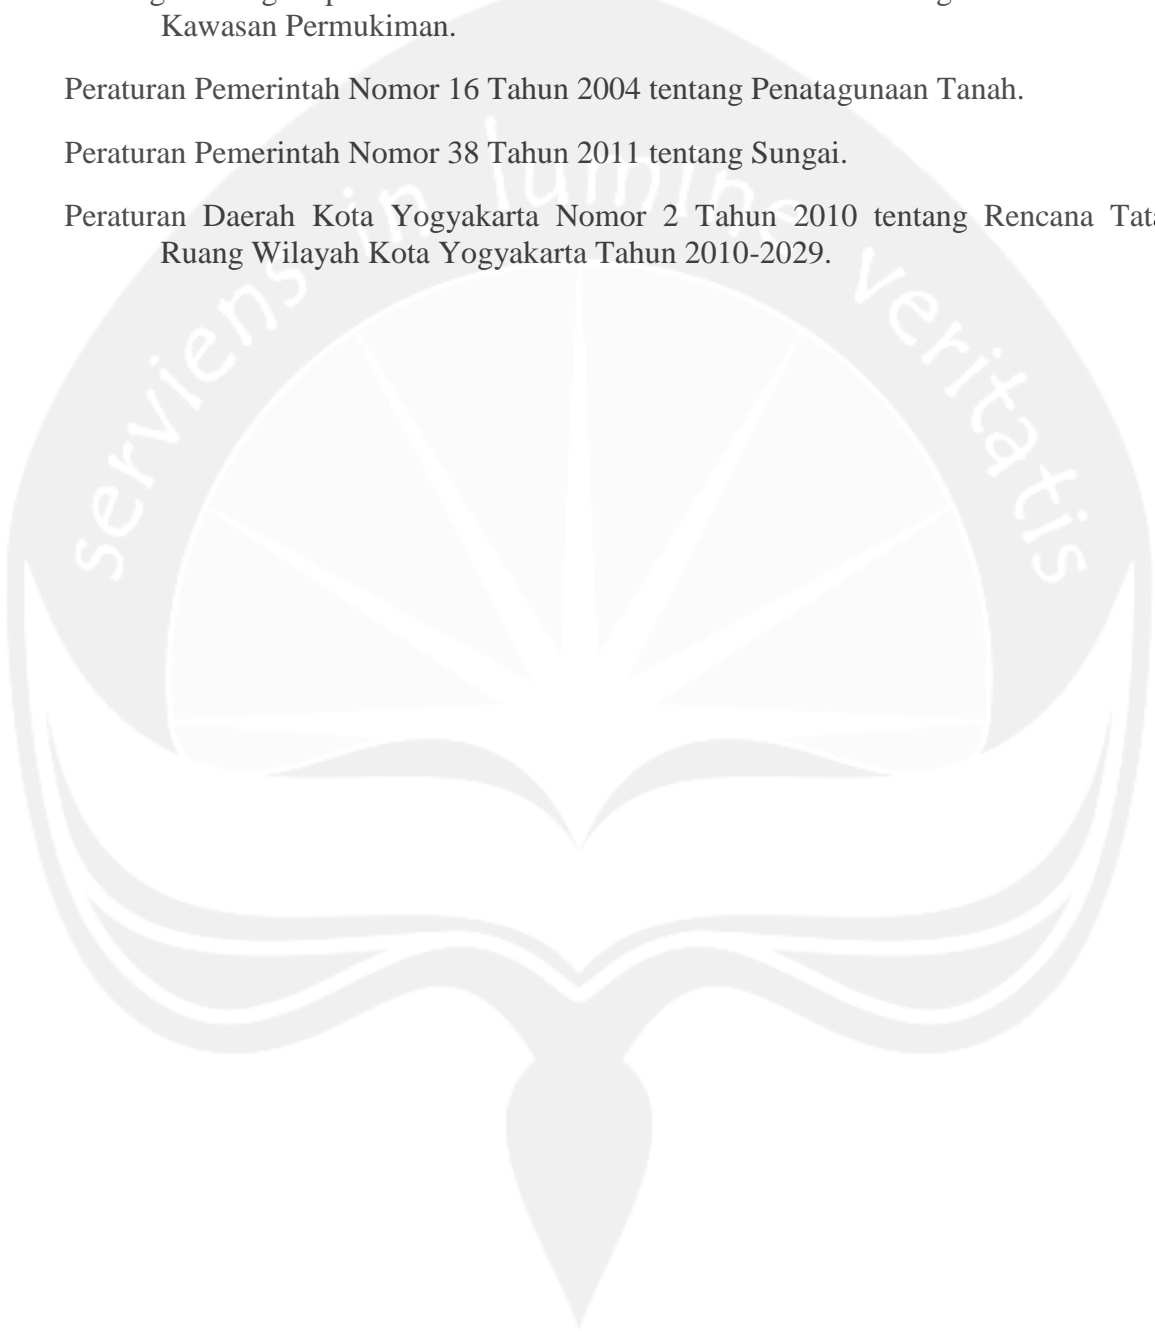 Kawasan Permukiman.
Peraturan Pemerintah Nomor 16 Tahun 2004 tentang Penatagunaan Tanah.
Peraturan Pemerintah Nomor 38 Tahun 2011 tentang Sungai.
Peraturan Daerah Kota Yogyakarta Nomor 2 Tahun 2010 tentang Rencana Tata
Ruang Wilayah Kota Yogyakarta Tahun 2010-2029.
serviens in lumine veritatis